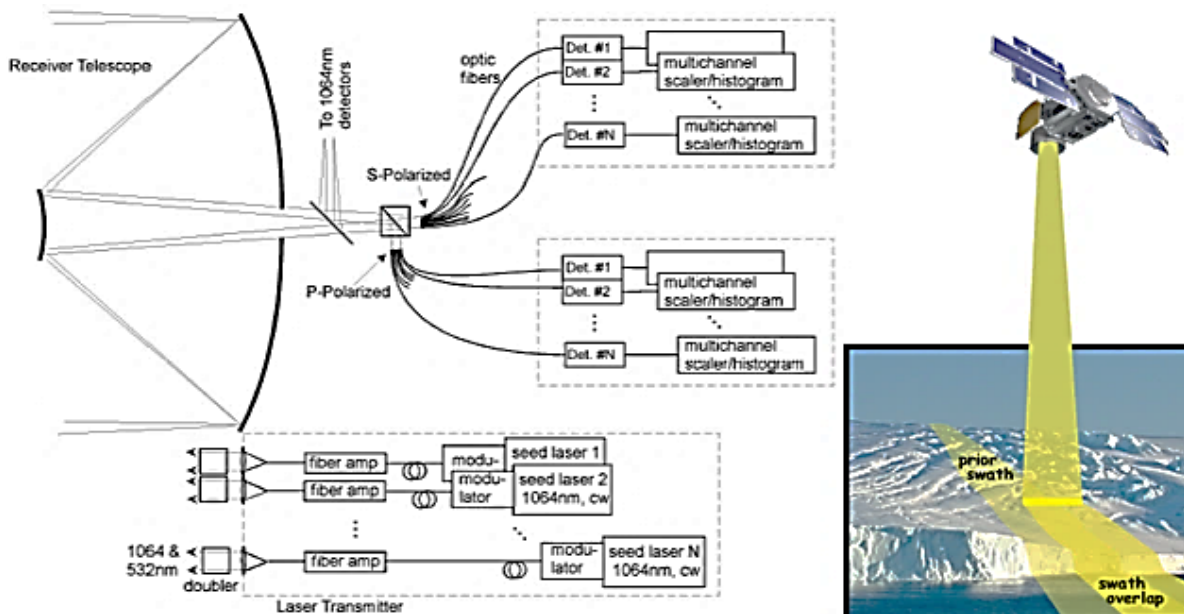 Receiver Telescope
To 1064nm
detectors
optic
fibers
S-Polarized
P-Polarized
Det. #1
Det. #2
Det. #N
multichannel
scaler/histogram
multichannel
scaler/histogram
Det. #1
Det. #2
Det. #N
multichannel
scaler/histogram
multichannel
scaler/histogram
fiber amp
modu-
seed laser 1
fiber amp
modu-
lator
seed laser 2
1064nm, cw
1064 &
532nm
doubler
fiber amp
modu-
lator
seed laser N
1064nm, cw
Laser Transmitter
prior
swath
swath
overlap